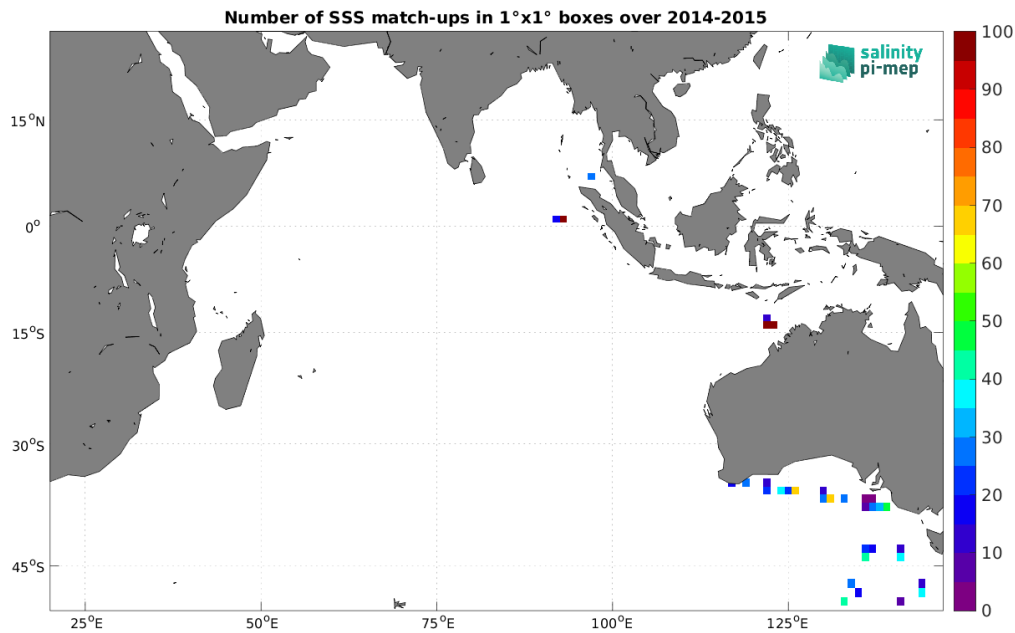 Number of SSS match-ups in 1°x1° boxes over 2014-2015
salinity
pi-mep
15°N
0°
15°S
30°S
45°S
25°E
50°E
75°E
100°E
125°E
100
90
80
70
60
50
40
30
20
10
0